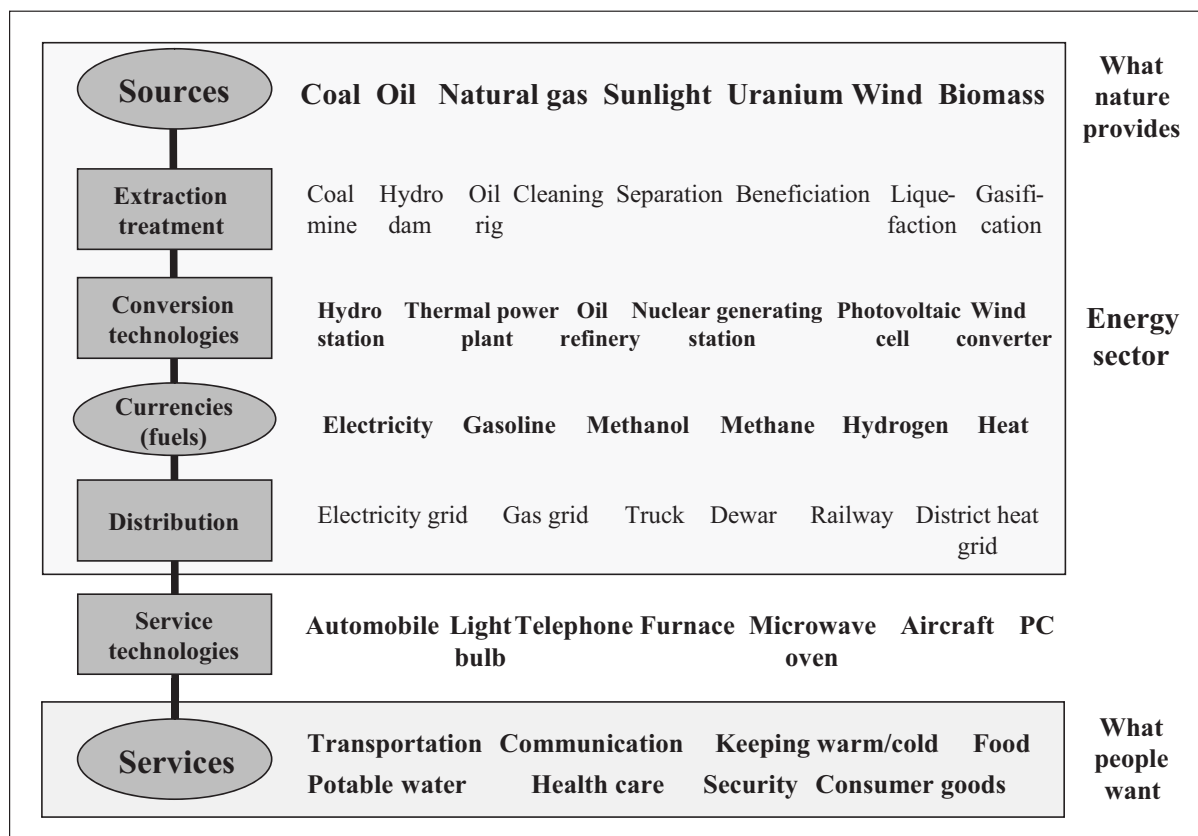 Sources
Coal Oil Natural gas Sunlight Uranium Wind Biomass
What
nature
provides
Extraction
treatment
Coal Hydro Oil Cleaning Separation Beneficiation Lique- Gasifi-
mine dam rig faction cation
Conversion
technologies
Hydro Thermal power Oil Nuclear generating Photovoltaic Wind
station plant refinery station cell converter
Energy
sector
Currencies
(fuels)
Electricity Gasoline Methanol Methane Hydrogen Heat
Distribution
Electricity grid Gas grid Truck Dewar Railway District heat
grid
Service
technologies
Automobile Light Telephone Furnace Microwave Aircraft PC
bulb oven
Services
Transportation Communication Keeping warm/cold Food
Potable water Health care Security Consumer goods
What
people
want